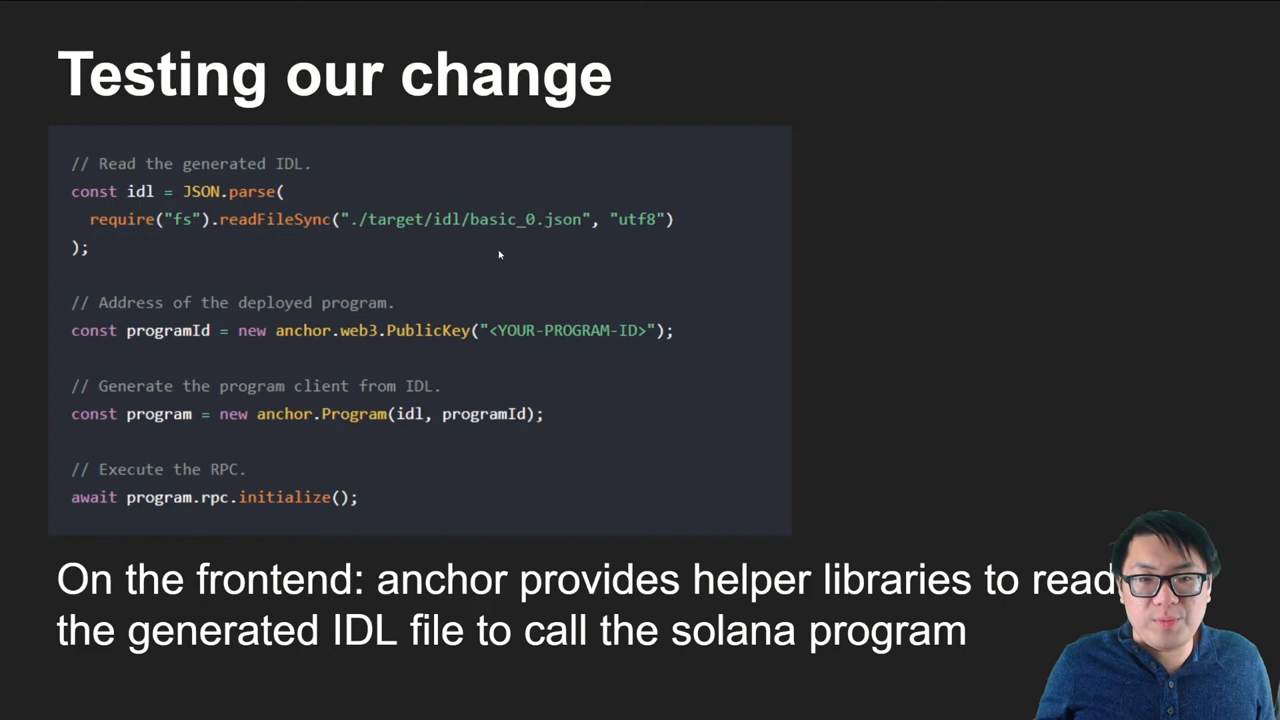 Testing our change
// Read the generated IDL.
const idl = JSON.parse(
  require("fs").readFileSync("./target/idl/basic_0.json", "utf8")
);
// Address of the deployed program.
const programId = new anchor.web3.PublicKey("<YOUR-PROGRAM-ID>");
// Generate the program client from IDL.
const program = new anchor.Program(idl, programId);
// Execute the RPC.
await program.rpc.initialize();
On the frontend: anchor provides helper libraries to read
the generated IDL file to call the solana program